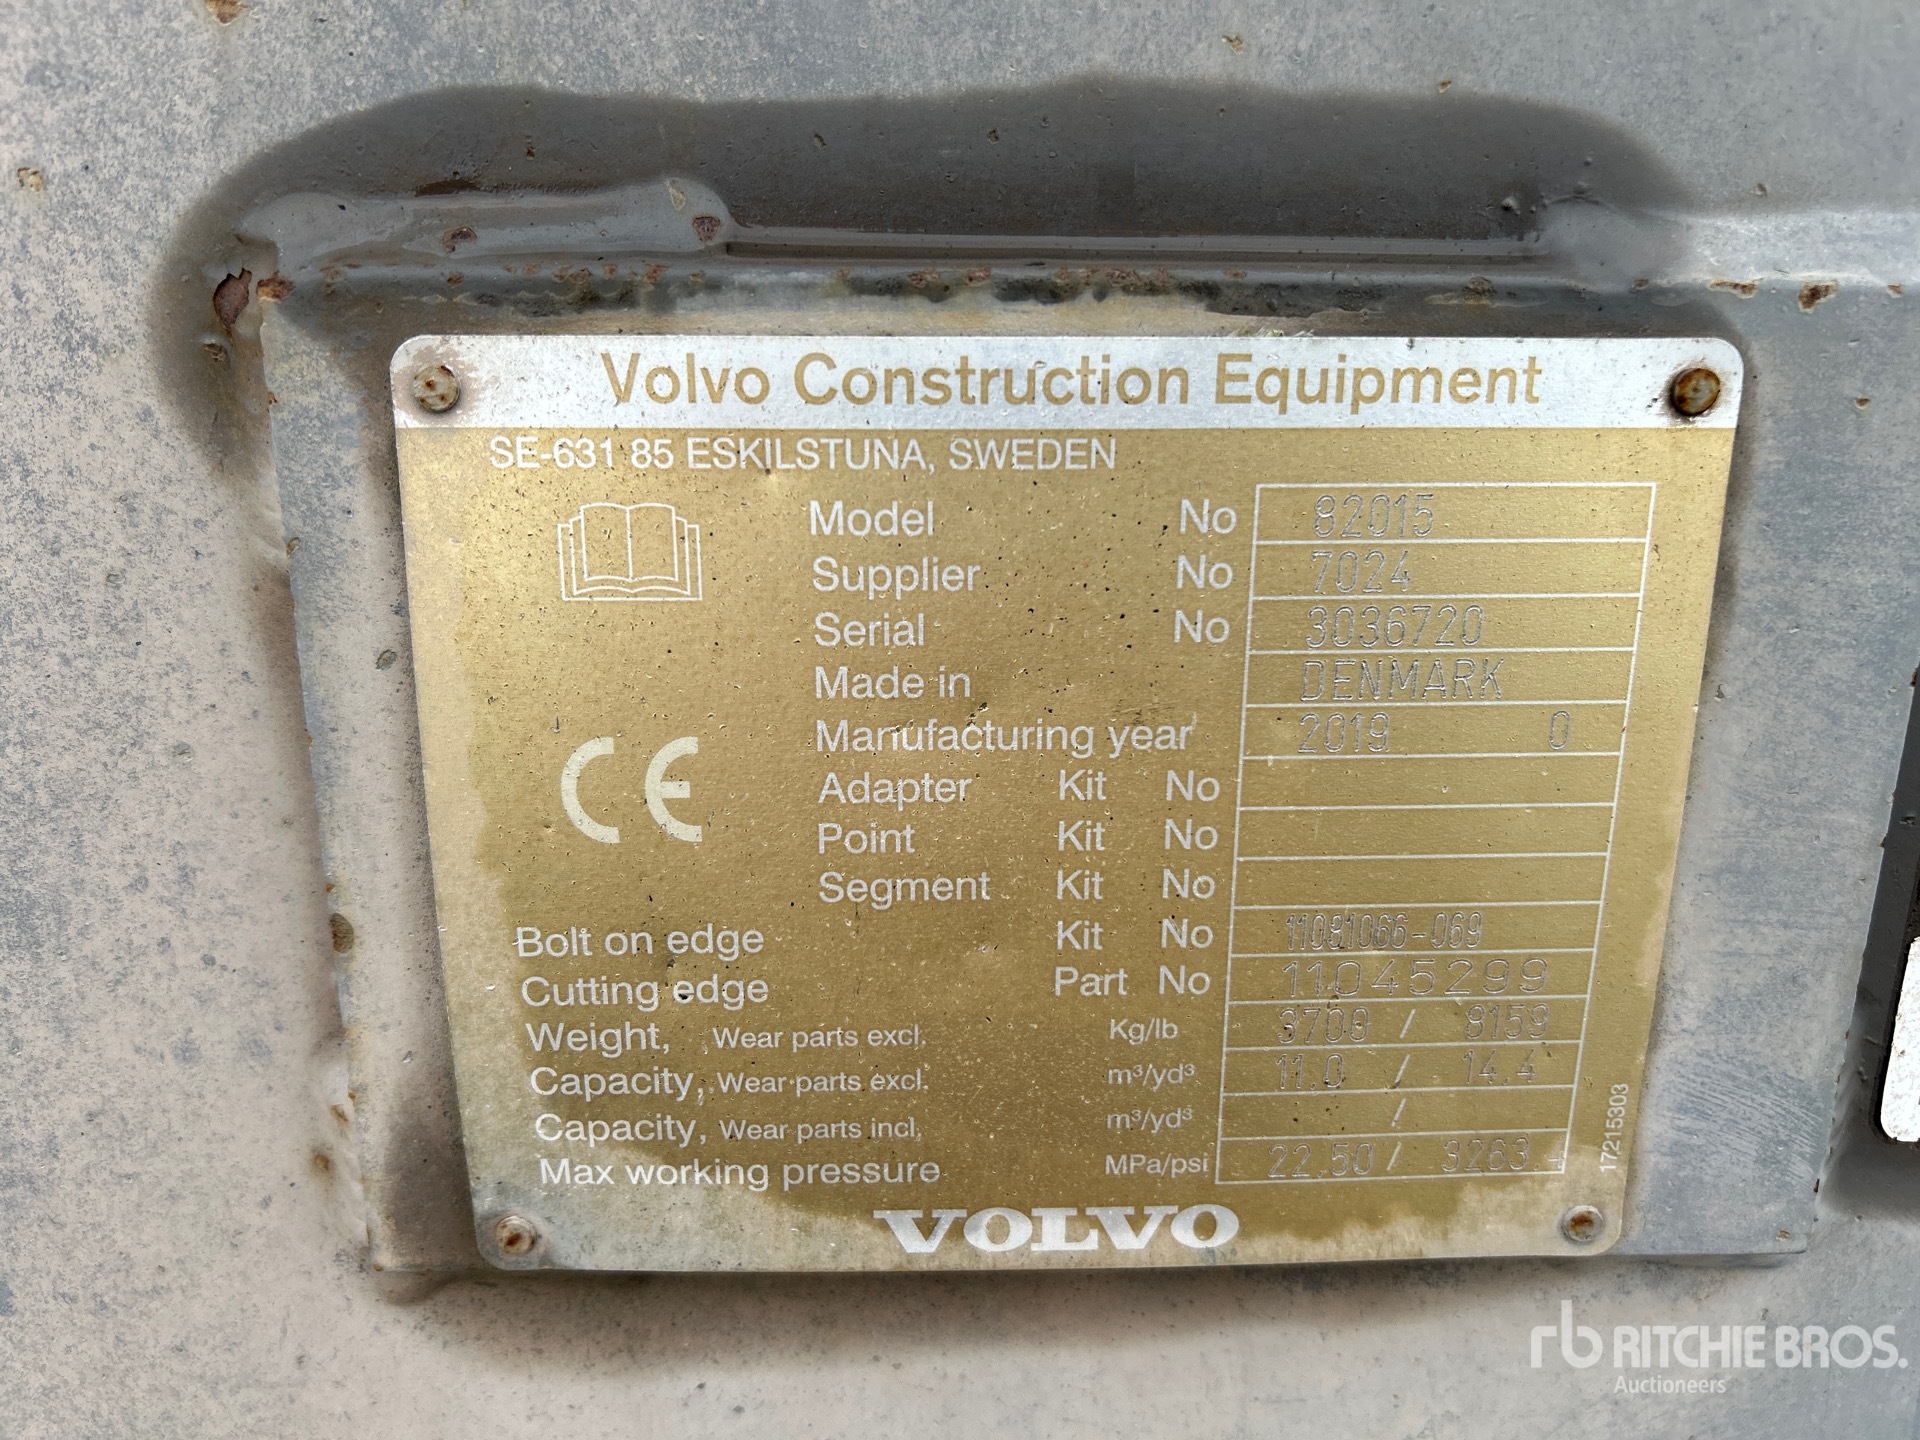 Volvo Construction Equipment
SE-631 85 ESKILSTUNA, SWEDEN
Model No 82015
Supplier No 7024
Serial No 3036720
Made in DENMARK
Manufacturing year 2019 0
Adapter Kit No
Point Kit No
Segment Kit No
Bolt on edge Kit No 11081066-069
Cutting edge Part No 11045299
Weight, Wear parts excl. Kg/lb 3700 / 8159
Capacity, Wear parts excl. m³/yd³ 11.0 / 14.4
Capacity, Wear parts incl. m³/yd³ /
Max working pressure MPa/psi 22.50 / 3263.4
17215303
CE
VOLVO
rb RITCHIE BROS.
Auctioneers